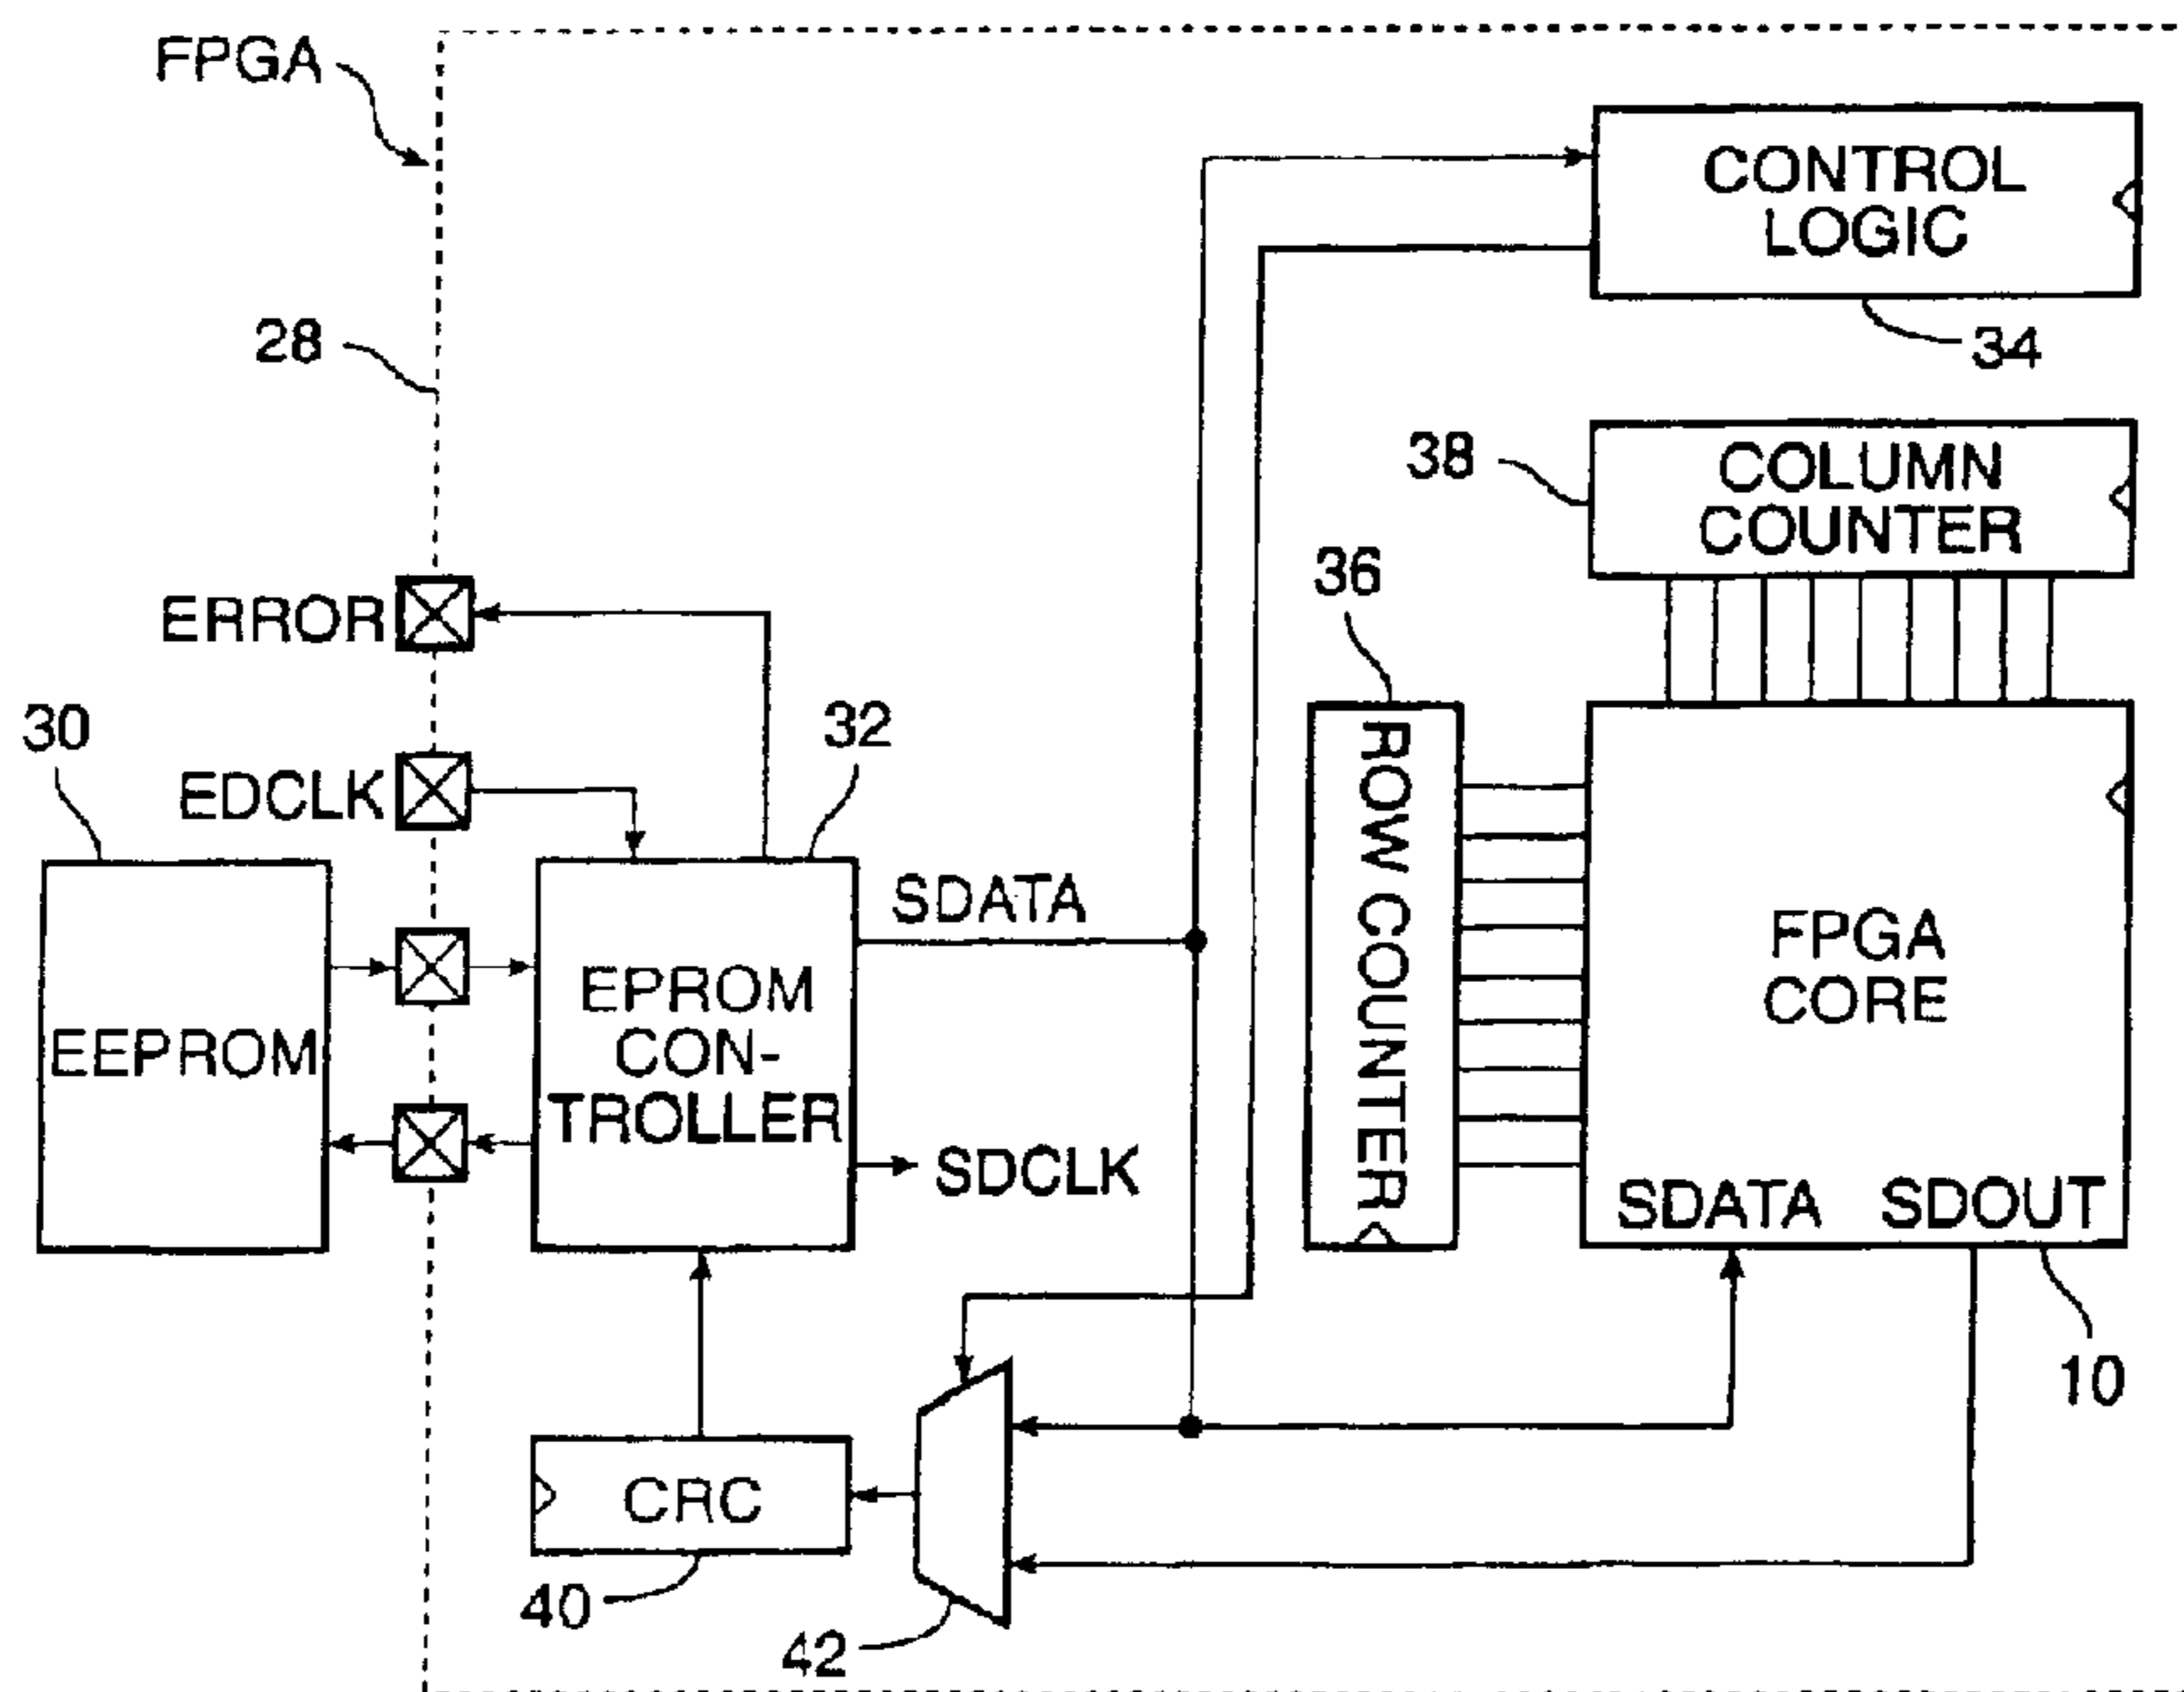 FPGA
CONTROL
LOGIC
34
28
38
COLUMN
COUNTER
36
ERROR
30
32
EDCLK
ROW COUNTER
SDATA
FPGA
CORE
EEPROM
EPROM
CON-
TROLLER
SDCLK
SDATA SDOUT
10
CRC
40
42